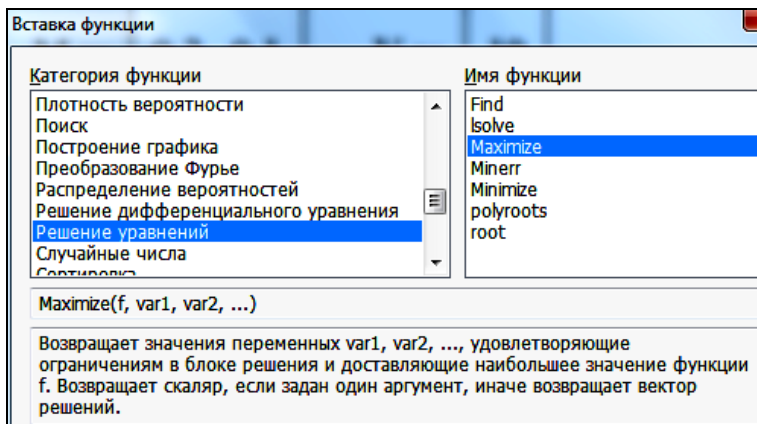 Вставка функции
Категория функции
Плотность вероятности
Поиск
Построение графика
Преобразование Фурье
Распределение вероятностей
Решение дифференциального уравнения
Решение уравнений
Случайные числа
Сортировка
Имя функции
Find
lsolve
Maximize
Minerr
Minimize
polyroots
root
Maximize(f, var1, var2, ...)
Возвращает значения переменных var1, var2, ..., удовлетворяющие
ограничениям в блоке решения и доставляющие наибольшее значение функции
f. Возвращает скаляр, если задан один аргумент, иначе возвращает вектор
решений.